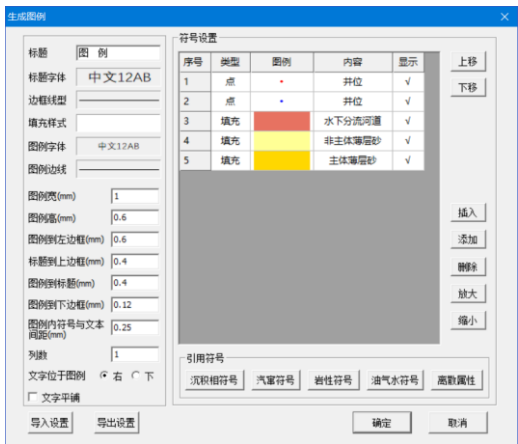 生成图例
标题 图 例
标题字体 中文12AB
边框线型
填充样式
图例字体 中文12AB
图例边线
图例宽(mm) 1
图例高(mm) 0.6
图例到左边框(mm) 0.6
标题到上边框(mm) 0.4
图例到标题(mm) 0.4
图例到下边框(mm) 0.12
图例内符号与文本
间距(mm) 0.25
列数 1
文字位于图例 右 下
文字平铺
导入设置 导出设置
符号设置
序号 类型 图例 内容 显示
1 点 井位 √
2 点 井位 √
3 填充 水下分流河道 √
4 填充 非主体薄层砂 √
5 填充 主体薄层砂 √
上移
下移
插入
添加
删除
放大
缩小
引用符号
沉积相符号 汽窜符号 岩性符号 油气水符号 离散属性
确定 取消